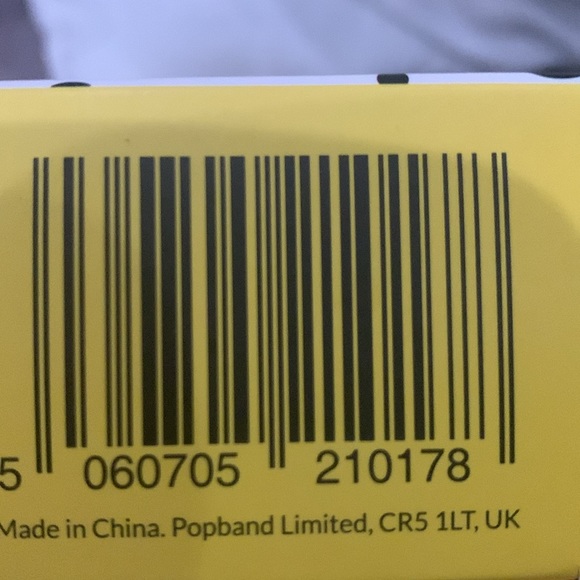 5 060705 210178
Made in China. Popband Limited, CR5 1LT, UK